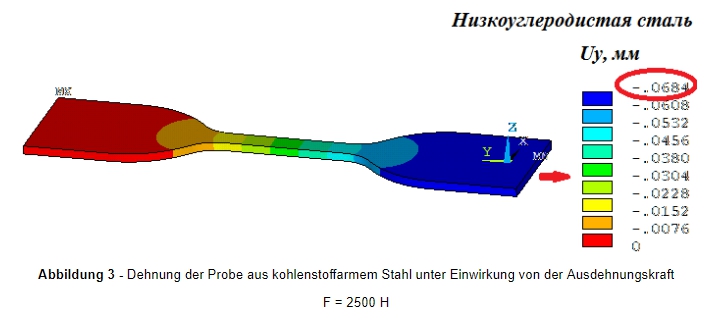 Низкоуглеродистая сталь
Uy, мм
-.0684
-.0608
-.0532
-.0456
-.0380
-.0304
-.0228
-.0152
-.0076
0
MX
Z
X
Y
MN
Abbildung 3 - Dehnung der Probe aus kohlenstoffarmem Stahl unter Einwirkung von der Ausdehnungskraft
F = 2500 H